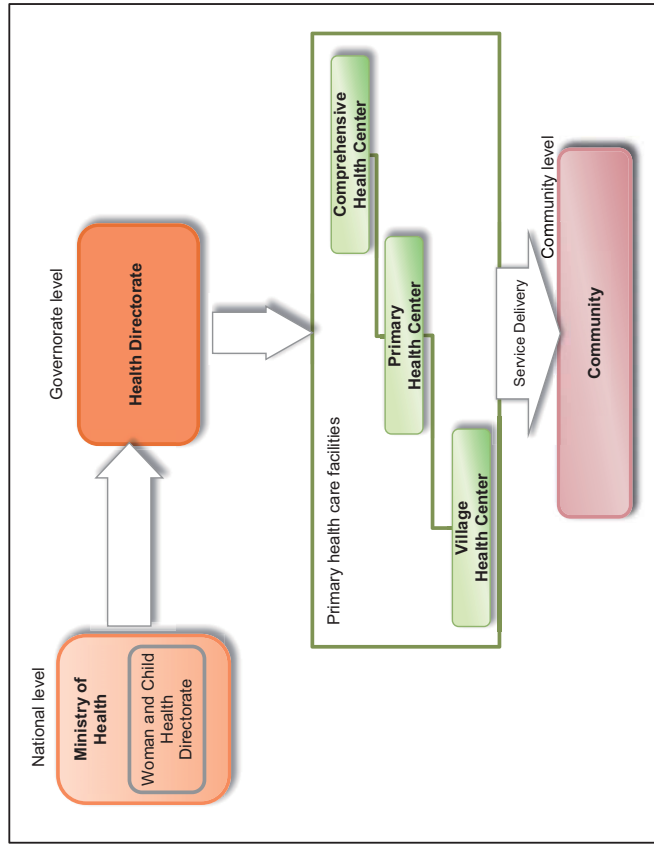 National level
Ministry of
Health
Woman and Child
Health
Directorate
Governorate level
Health Directorate
Primary health care facilities
Comprehensive
Health Center
Primary
Health Center
Village
Health Center
Service Delivery
Community level
Community